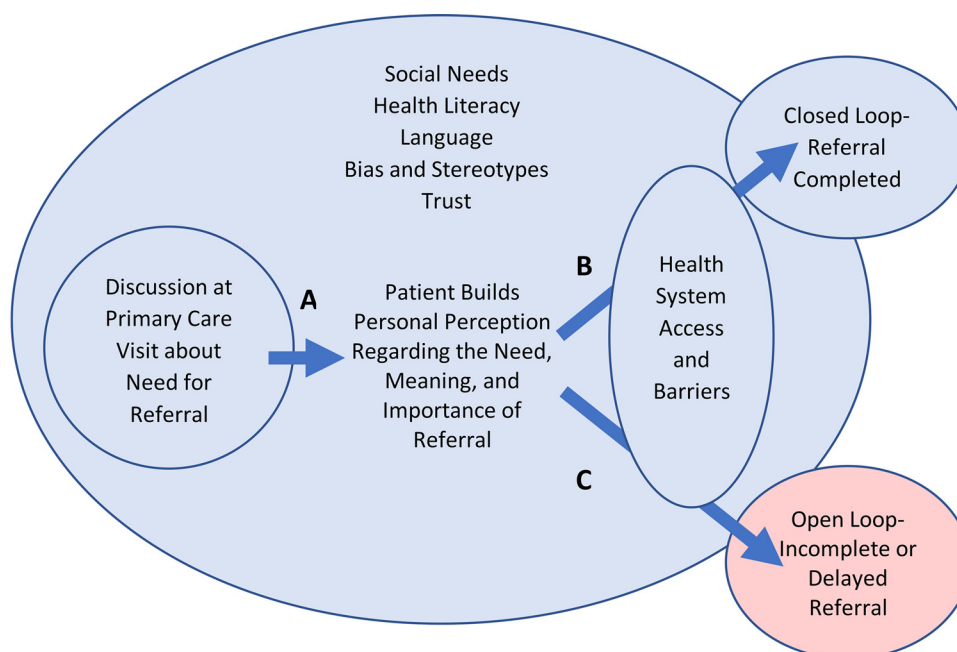 Social Needs
Health Literacy
Language
Bias and Stereotypes
Trust
Closed Loop-
Referral
Completed
Discussion at
Primary Care
Visit about
Need for
Referral
A
Patient Builds
Personal Perception
Regarding the Need,
Meaning, and
Importance of
Referral
B
C
Health
System
Access
and
Barriers
Open Loop-
Incomplete or
Delayed
Referral